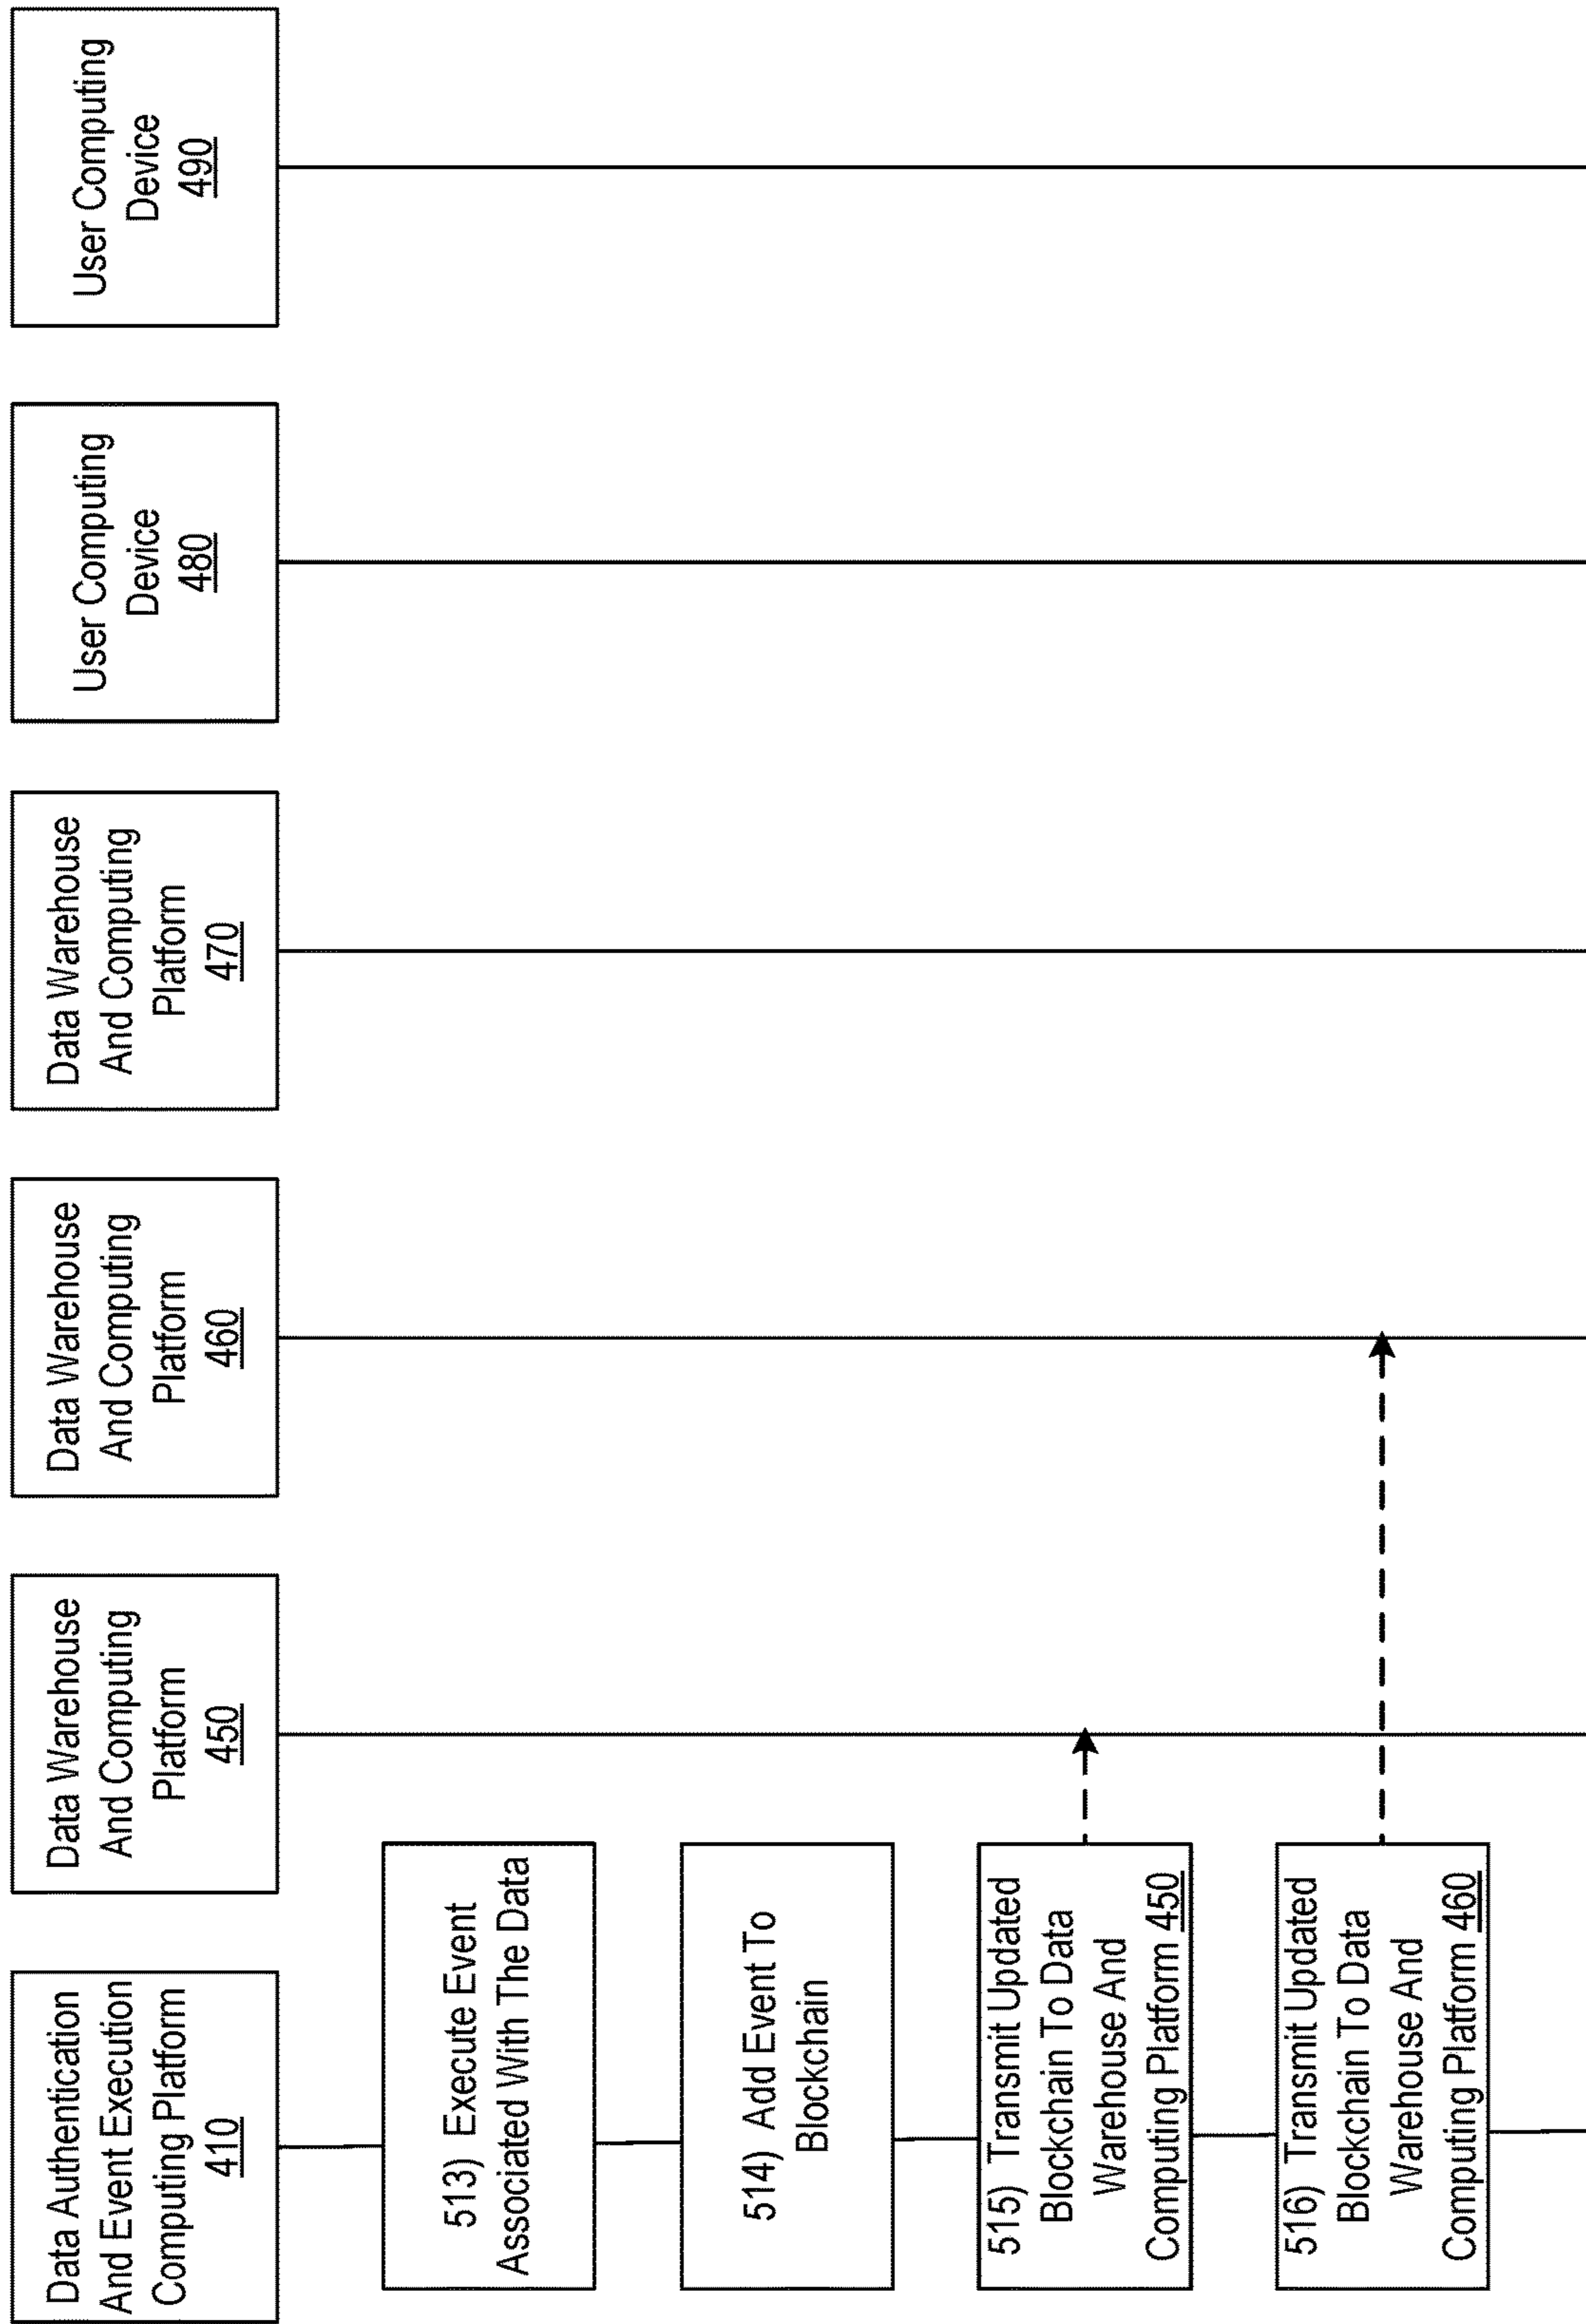 Data Authentication
And Event Execution
Computing Platform
410
Data Warehouse
And Computing
Platform
450
Data Warehouse
And Computing
Platform
460
Data Warehouse
And Computing
Platform
470
User Computing
Device
480
User Computing
Device
490
513) Execute Event
Associated With The Data
514) Add Event To
Blockchain
515) Transmit Updated
Blockchain To Data
Warehouse And
Computing Platform 450
516) Transmit Updated
Blockchain To Data
Warehouse And
Computing Platform 460